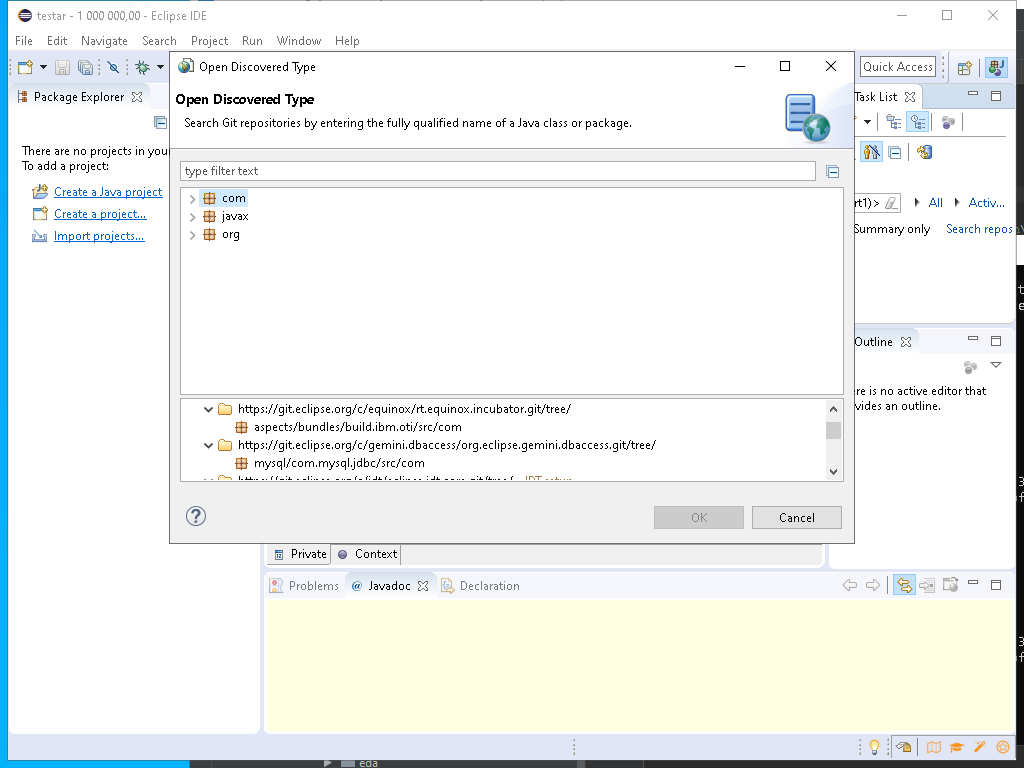 testar - 1 000 000,00 - Eclipse IDE
File Edit Navigate Search Project Run Window Help
Open Discovered Type
Quick Access
Package Explorer
Open Discovered Type
Task List
Search Git repositories by entering the fully qualified name of a Java class or package.
There are no projects in your
To add a project:
type filter text
Create a Java project
com
rt1)> All Activ...
Create a project...
javax
Import projects...
org
Summary only Search repos
Outline
ere is no active editor that
vides an outline.
https://git.eclipse.org/c/equinox/rt.equinox.incubator.git/tree/
aspects/bundles/build.ibm.oti/src/com
https://git.eclipse.org/c/gemini.dbaccess/org.eclipse.gemini.dbaccess.git/tree/
mysql/com.mysql.jdbc/src/com
OK Cancel
Private Context
Problems @ Javadoc Declaration
eda